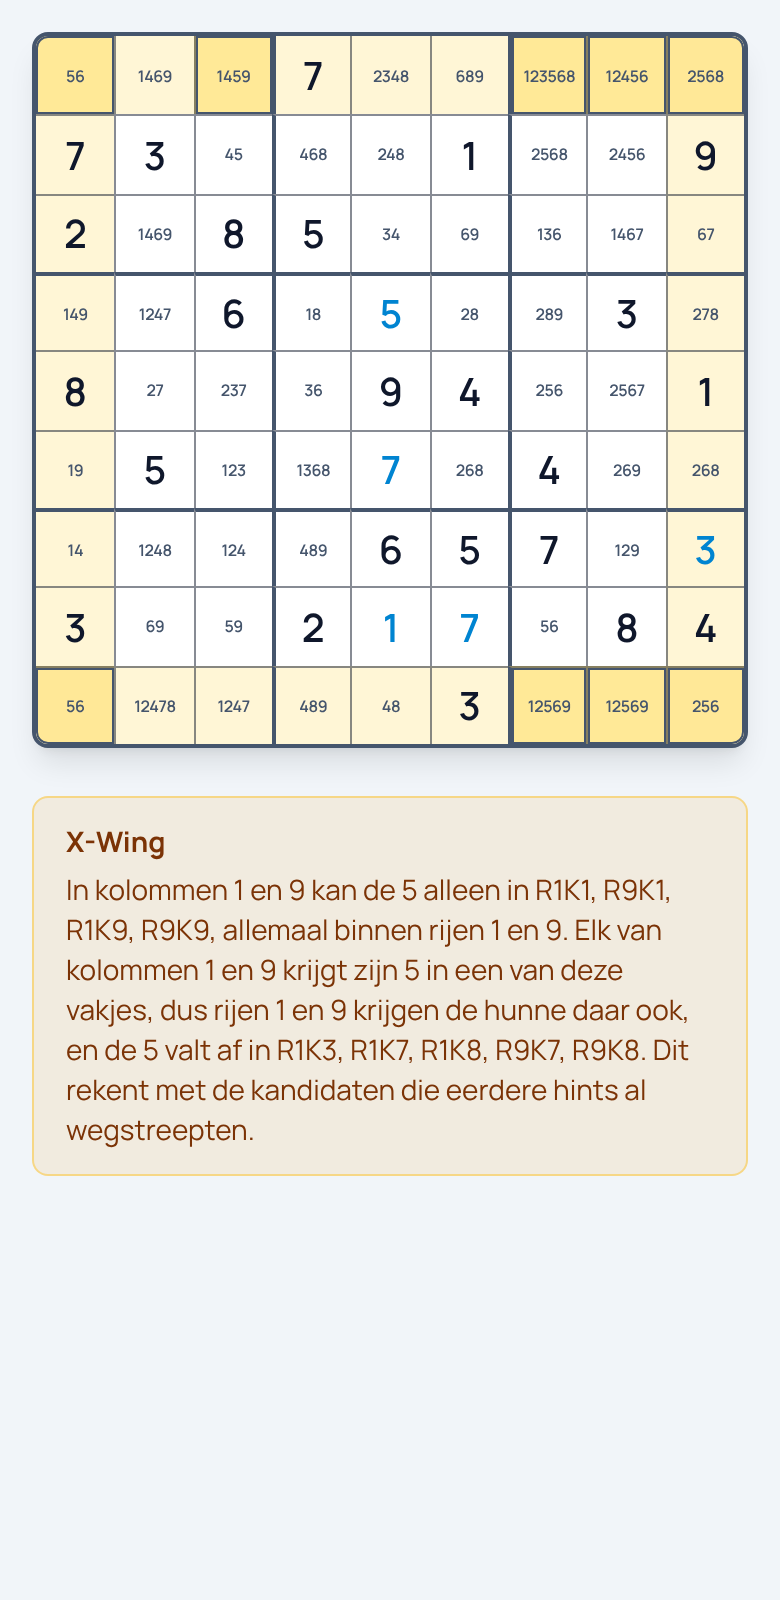 56 1469 1459 7 2348 689 123568 12456 2568
7 3 45 468 248 1 2568 2456 9
2 1469 8 5 34 69 136 1467 67
149 1247 6 18 5 28 289 3 278
8 27 237 36 9 4 256 2567 1
19 5 123 1368 7 268 4 269 268
14 1248 124 489 6 5 7 129 3
3 69 59 2 1 7 56 8 4
56 12478 1247 489 48 3 12569 12569 256
X-Wing
In kolommen 1 en 9 kan de 5 alleen in R1K1, R9K1,
R1K9, R9K9, allemaal binnen rijen 1 en 9. Elk van
kolommen 1 en 9 krijgt zijn 5 in een van deze
vakjes, dus rijen 1 en 9 krijgen de hunne daar ook,
en de 5 valt af in R1K3, R1K7, R1K8, R9K7, R9K8. Dit
rekent met de kandidaten die eerdere hints al
wegstreepten.